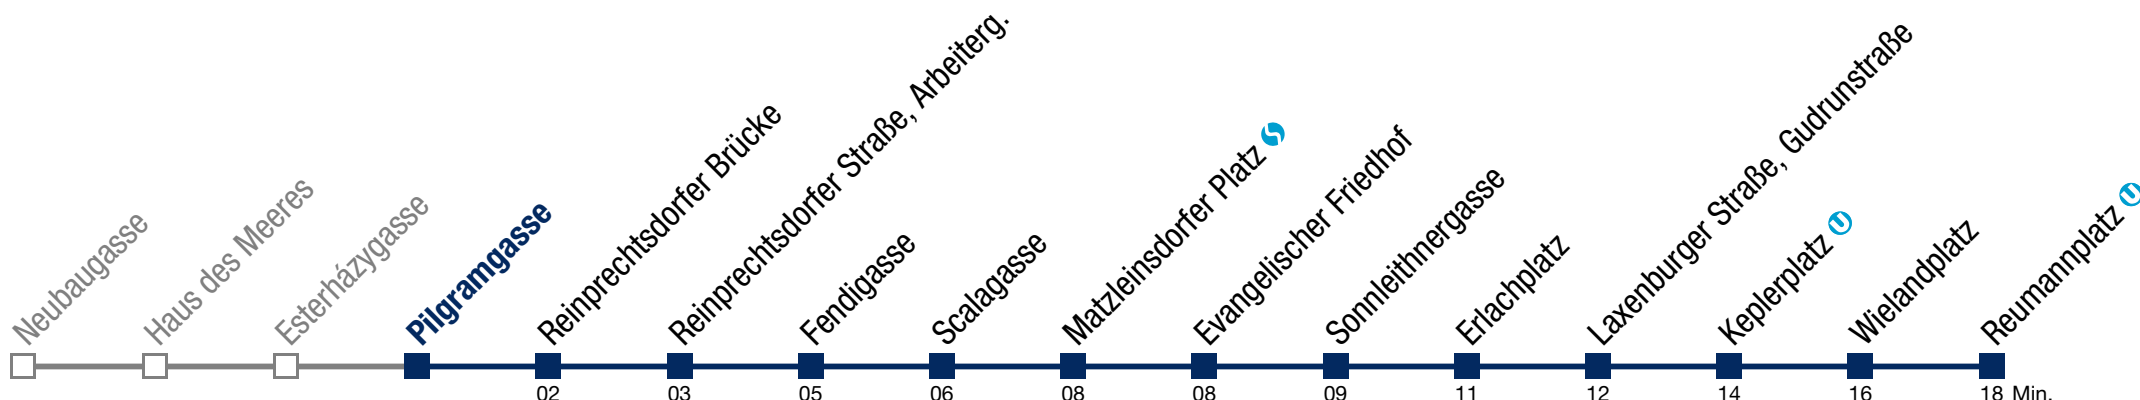 Neubaugasse
Haus des Meeres
Esterházygasse
Pilgramgasse
Reinprechtsdorfer Brücke
Reinprechtsdorfer Straße, Arbeiterg.
Fendigasse
Scalagasse
Matzleinsdorfer Platz S
Evangelischer Friedhof
Sonnleithnergasse
Erlachplatz
Laxenburger Straße, Gudrunstraße
Keplerplatz U
Wielandplatz
Reumannplatz U
02 03 05 06 08 08 09 11 12 14 16 18 Min.